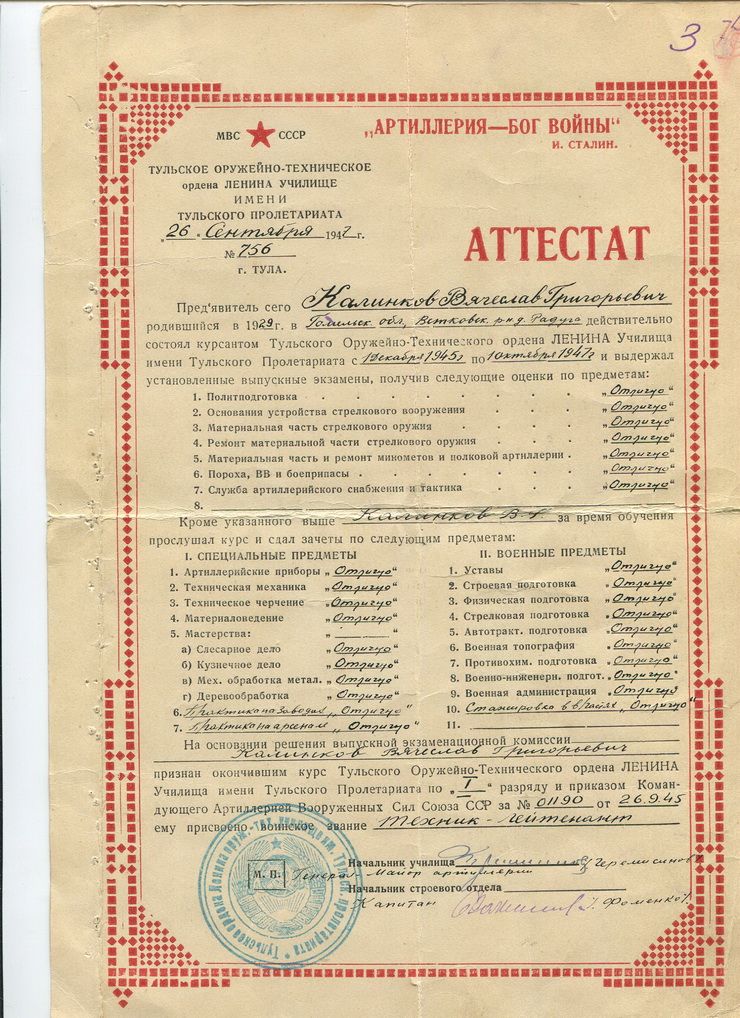 3
МВС СССР
„АРТИЛЛЕРИЯ—БОГ ВОЙНЫ“
И. СТАЛИН.
ТУЛЬСКОЕ ОРУЖЕЙНО-ТЕХНИЧЕСКОЕ
ордена ЛЕНИНА УЧИЛИЩЕ
ИМЕНИ
ТУЛЬСКОГО ПРОЛЕТАРИАТА
„26“ Сентября 1947 г.
№ 756
г. ТУЛА.
АТТЕСТАТ
Пред'явитель сего Калинков Вячеслав Григорьевич
родившийся в 1929 г. в Гомельск обл, Ветковск. р-н д. Радуга действительно
состоял курсантом Тульского Оружейно-Технического ордена ЛЕНИНА Училища
имени Тульского Пролетариата с 1 декабря 1945 г по 1 октября 1947 г и выдержал
установленные выпускные экзамены, получив следующие оценки по предметам:
1. Политподготовка „Отлично“
2. Основания устройства стрелкового вооружения „Отлично“
3. Материальная часть стрелкового оружия „Отлично“
4. Ремонт материальной части стрелкового оружия „Отлично“
5. Материальная часть и ремонт минометов и полковой артиллерии „Отлично“
6. Пороха, ВВ и боеприпасы „Отлично“
7. Служба артиллерийского снабжения и тактика „Отлично“
8.
Кроме указанного выше Калинков В. Г. за время обучения
прослушал курс и сдал зачеты по следующим предметам:
I. СПЕЦИАЛЬНЫЕ ПРЕДМЕТЫ
1. Артиллерийские приборы „Отлично“
2. Техническая механика „Отлично“
3. Техническое черчение „Отлично“
4. Материаловедение „Отлично“
5. Мастерства: „ “
а) Слесарное дело „Отлично“
б) Кузнечное дело „Отлично“
в) Мех. обработка метал. „Отлично“
г) Деревообработка „Отлично“
6. Практика на заводах „Отлично“
7. Практика на арсенал „Отлично“
II. ВОЕННЫЕ ПРЕДМЕТЫ
1. Уставы „Отлично“
2. Строевая подготовка „Отлично“
3. Физическая подготовка „Отлично“
4. Стрелковая подготовка „Отлично“
5. Автотракт. подготовка „Отлично“
6. Военная топография „Отлично“
7. Противохим. подготовка „Отлично“
8. Военно-инженерн. подгот. „Отлично“
9. Военная администрация „Отлично“
10. Стажировка в войск „Отлично“
11.
На основании решения выпускной экзаменационной комиссии
Калинков Вячеслав Григорьевич
признан окончившим курс Тульского Оружейно-Технического ордена ЛЕНИНА
Училища имени Тульского Пролетариата по „I“ разряду и приказом Коман-
дующего Артиллерией Вооруженных Сил Союза ССР за № 01190 от 26.9.45
ему присвоено воинское звание Техник-лейтенант
Начальник училища Черемисинов
М. П. Генерал-Майор артиллерии
Начальник строевого отдела
Капитан Фоменко